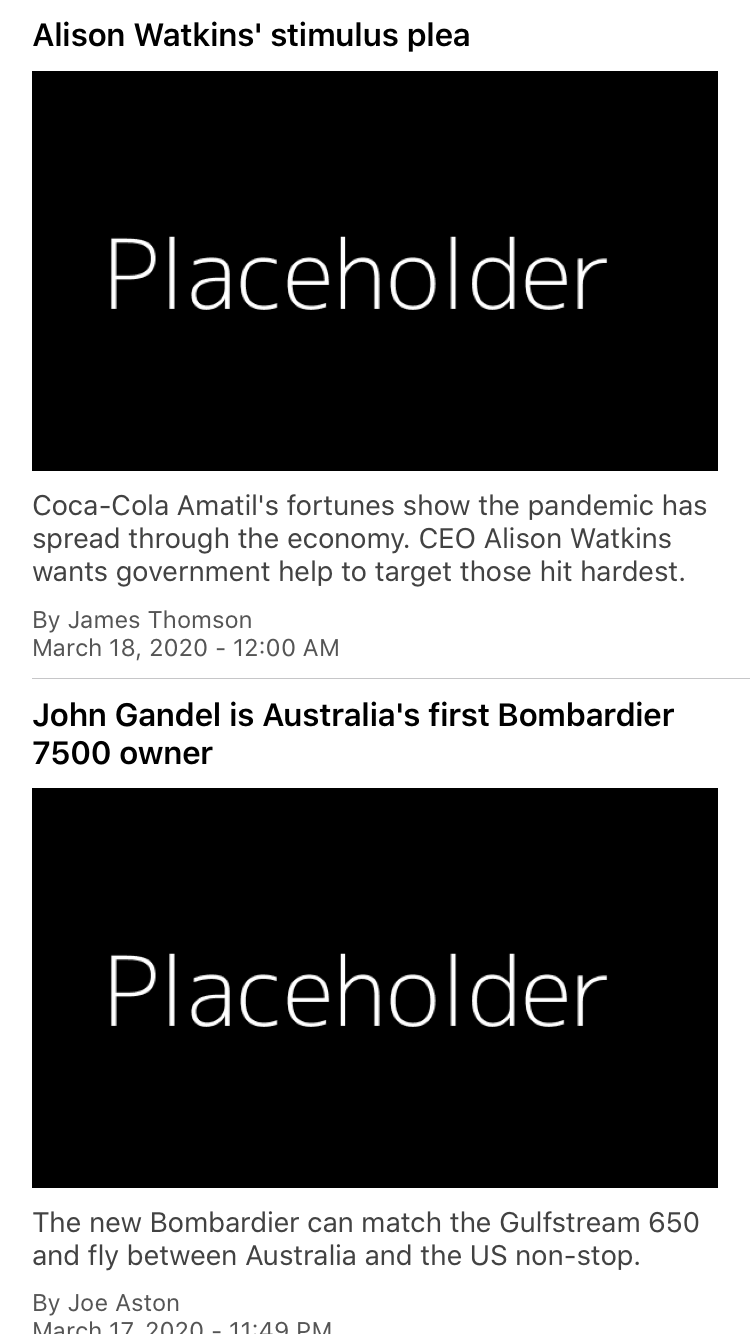 Alison Watkins' stimulus plea
Placeholder
Coca-Cola Amatil's fortunes show the pandemic has
spread through the economy. CEO Alison Watkins
wants government help to target those hit hardest.
By James Thomson
March 18, 2020 - 12:00 AM
John Gandel is Australia's first Bombardier
7500 owner
Placeholder
The new Bombardier can match the Gulfstream 650
and fly between Australia and the US non-stop.
By Joe Aston
March 17, 2020 - 11:49 PM